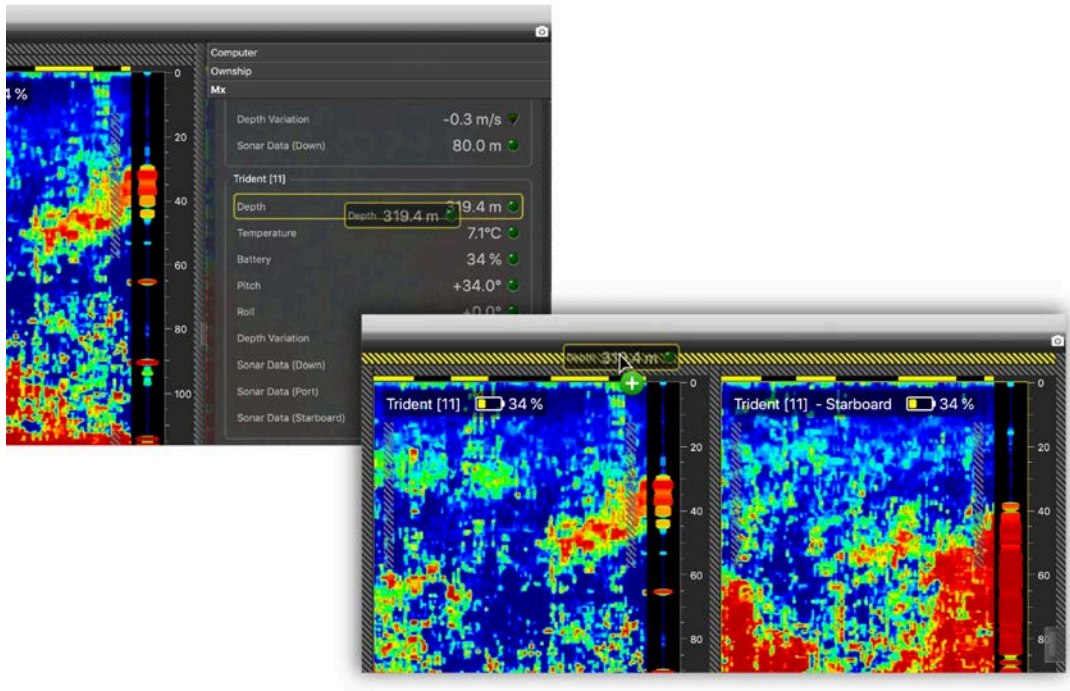 Computer
Ownship
Mx
4 %
0
20
40
60
80
100
Depth Variation -0.3 m/s
Sonar Data (Down) 80.0 m
Trident [11]
Depth 319.4 m
Depth 319.4 m
Temperature 7.1°C
Battery 34 %
Pitch +34.0°
Roll +0.0°
Depth Variation
Sonar Data (Down)
Sonar Data (Port)
Sonar Data (Starboard)
Depth
Trident [11] 34 %
0
20
40
60
80
Trident [11] - Starboard 34 %
0
20
40
60
80